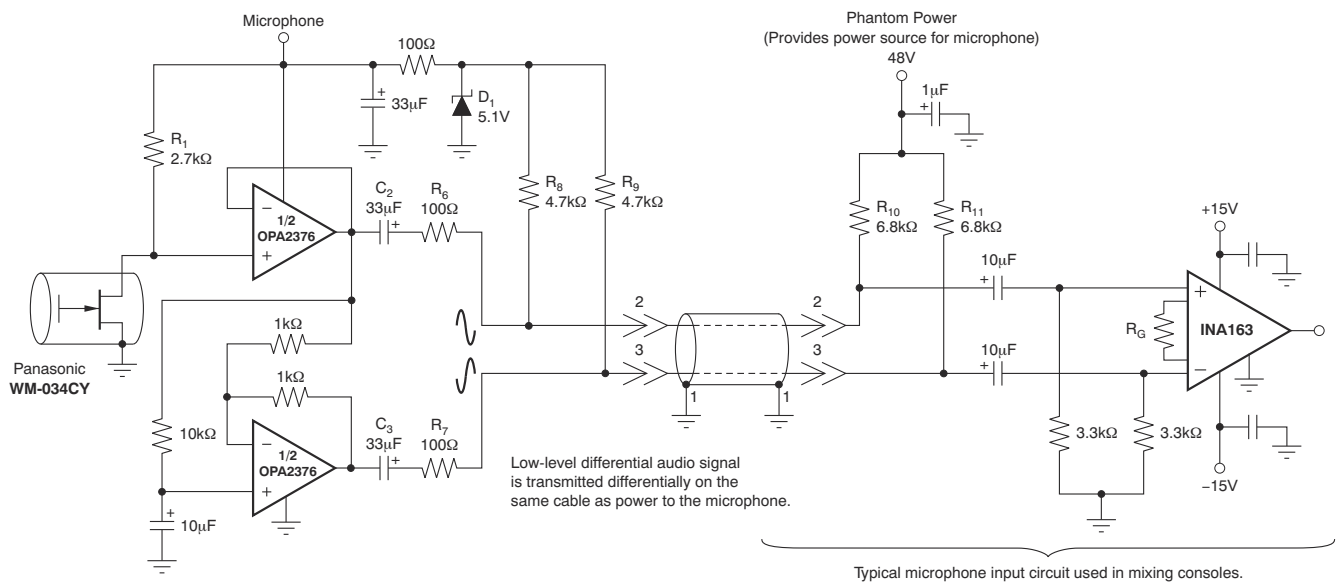 Microphone
Phantom Power
(Provides power source for microphone)
48V
100Ω
+
33μF
D1
5.1V
+
1μF
R1
2.7kΩ
−
1/2
OPA2376
+
C2
33μF
+
R6
100Ω
R8
4.7kΩ
R9
4.7kΩ
R10
6.8kΩ
R11
6.8kΩ
+15V
10μF
+
2
2
+
RG
INA163
−
1kΩ
Panasonic
WM-034CY
3
3
10μF
+
1
1
1kΩ
10kΩ
−
1/2
OPA2376
+
C3
33μF
+
R7
100Ω
3.3kΩ
3.3kΩ
−15V
+
10μF
Low-level differential audio signal
is transmitted differentially on the
same cable as power to the microphone.
Typical microphone input circuit used in mixing consoles.